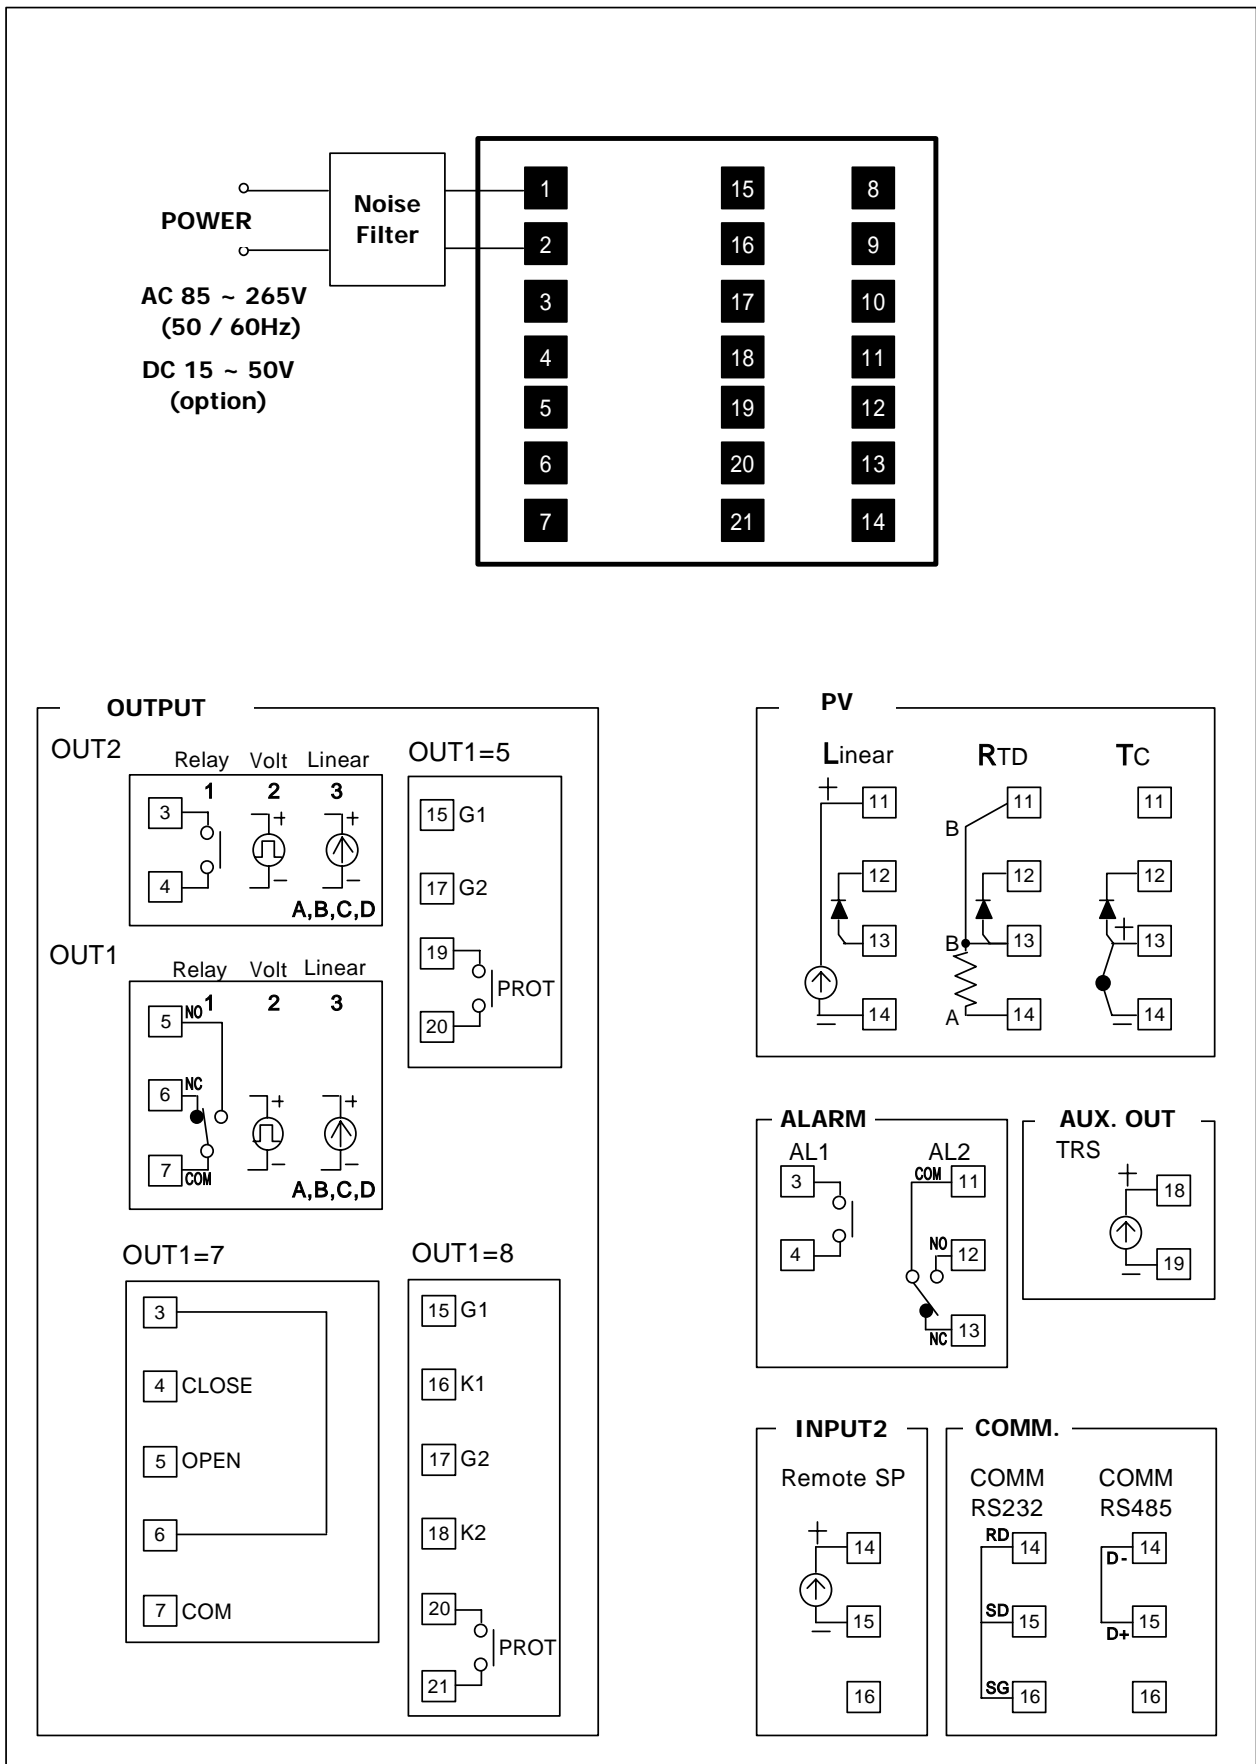 POWER
Noise
Filter
AC 85 ~ 265V
(50 / 60Hz)
DC 15 ~ 50V
(option)
1 15 8
2 16 9
3 17 10
4 18 11
5 19 12
6 20 13
7 21 14
OUTPUT
OUT2
Relay Volt Linear
1 2 3
3
+ +
4
− −
A,B,C,D
OUT1
Relay Volt Linear
1 2 3
5 NO
6 NC
+ +
7 COM
− −
A,B,C,D
OUT1=5
15 G1
17 G2
19
PROT
20
OUT1=7
3
4 CLOSE
5 OPEN
6
7 COM
OUT1=8
15 G1
16 K1
17 G2
18 K2
20
PROT
21
PV
Linear RTD TC
+ 11 11 11
B
12 12 12
+
13 B 13 13
− 14 A 14 − 14
ALARM
AL1 AL2
3 COM 11
4 NO 12
NC 13
AUX. OUT
TRS
+ 18
− 19
INPUT2
Remote SP
+ 14
− 15
16
COMM.
COMM COMM
RS232 RS485
RD 14 D- 14
SD 15 D+ 15
SG 16 16